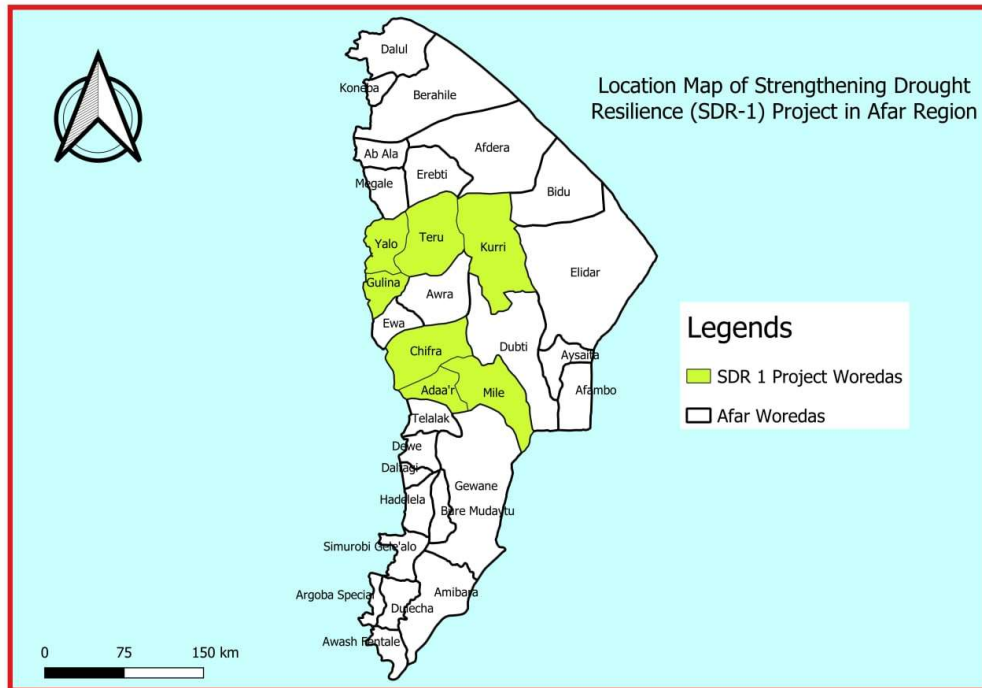 Location Map of Strengthening Drought
Resilience (SDR-1) Project in Afar Region
Dalul
Koneba
Berahile
Ab Ala
Afdera
Erebti
Megale
Bidu
Yalo
Teru
Kurri
Elidar
Gulina
Awra
Ewa
Chifra
Dubti
Aysaita
Adaa'r
Mile
Afambo
Telalak
Dewe
Dallagi
Gewane
Hadelela
Bure Mudaytu
Simurobi Gele'alo
Argoba Special
Amibara
Dulecha
Awash Fentale
Legends
SDR 1 Project Woredas
Afar Woredas
0 75 150 km